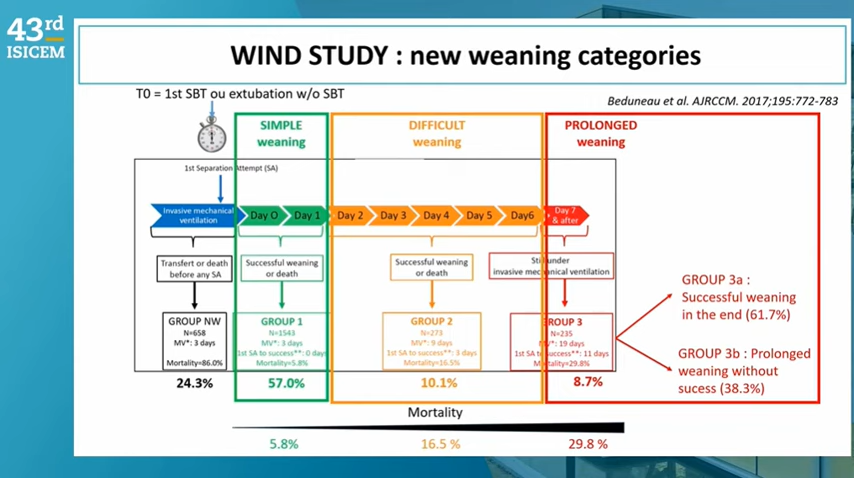 43rd
ISICEM
WIND STUDY : new weaning categories
T0 = 1st SBT ou extubation w/o SBT
Beduneau et al. AJRCCM. 2017;195:772-783
SIMPLE
weaning
DIFFICULT
weaning
PROLONGED
weaning
1st Separation Attempt (SA)
Invasive mechanical
ventilation
Day 0
Day 1
Day 2
Day 3
Day 4
Day 5
Day6
Day 7
& after
Transfert or death
before any SA
Successful weaning
or death
Successful weaning
or death
Still under
invasive mechanical ventilation
GROUP NW
N=658
MV*: 3 days
Mortality=86.0%
GROUP 1
N=1543
MV*: 3 days
1st SA to success**: 0 days
Mortality=5.8%
GROUP 2
N=273
MV*: 9 days
1st SA to success**: 3 days
Mortality=16.5%
GROUP 3
N=235
MV*: 19 days
1st SA to success**: 11 days
Mortality=29.8%
GROUP 3a :
Successful weaning
in the end (61.7%)
GROUP 3b : Prolonged
weaning without
sucess (38.3%)
24.3%
57.0%
10.1%
8.7%
Mortality
5.8%
16.5 %
29.8 %